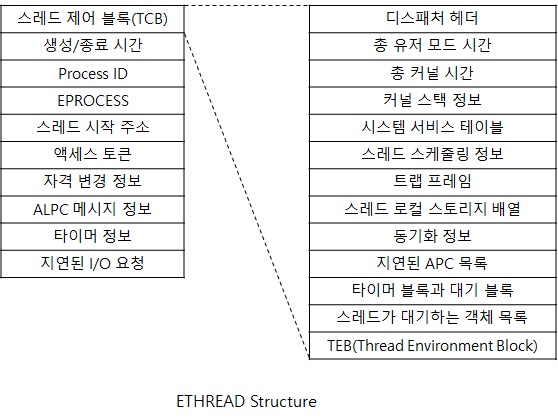 스레드 제어 블록(TCB)
생성/종료 시간
Process ID
EPROCESS
스레드 시작 주소
액세스 토큰
자격 변경 정보
ALPC 메시지 정보
타이머 정보
지연된 I/O 요청
디스패처 헤더
총 유저 모드 시간
총 커널 시간
커널 스택 정보
시스템 서비스 테이블
스레드 스케줄링 정보
트랩 프레임
스레드 로컬 스토리지 배열
동기화 정보
지연된 APC 목록
타이머 블록과 대기 블록
스레드가 대기하는 객체 목록
TEB(Thread Environment Block)
ETHREAD Structure